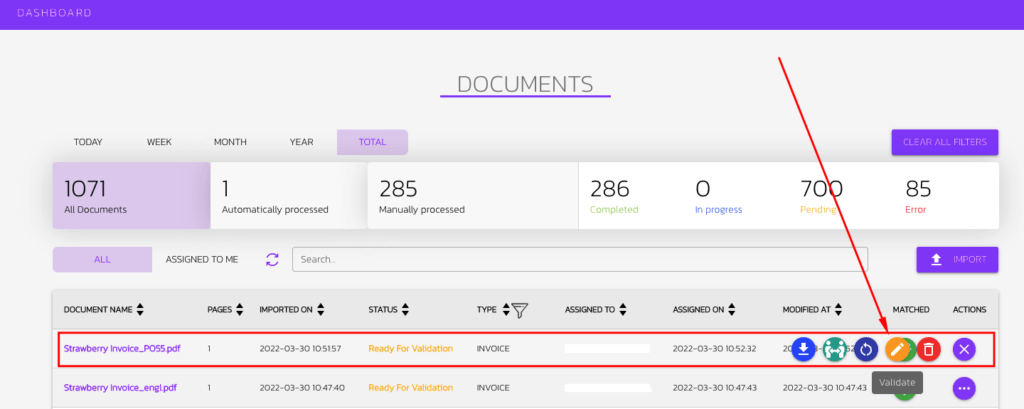 DASHBOARD
DOCUMENTS
TODAY WEEK MONTH YEAR TOTAL CLEAR ALL FILTERS
1071 1 285 286 0 700 85
All Documents Automatically processed Manually processed Completed In progress Pending Error
ALL ASSIGNED TO ME Search... IMPORT
DOCUMENT NAME PAGES IMPORTED ON STATUS TYPE ASSIGNED TO ASSIGNED ON MODIFIED AT MATCHED ACTIONS
Strawberry Invoice_PO55.pdf 1 2022-03-30 10:51:57 Ready For Validation INVOICE 2022-03-30 10:52:32
Validate
Strawberry Invoice_engl.pdf 1 2022-03-30 10:47:40 Ready For Validation INVOICE 2022-03-30 10:47:43 2022-03-30 10:47:43